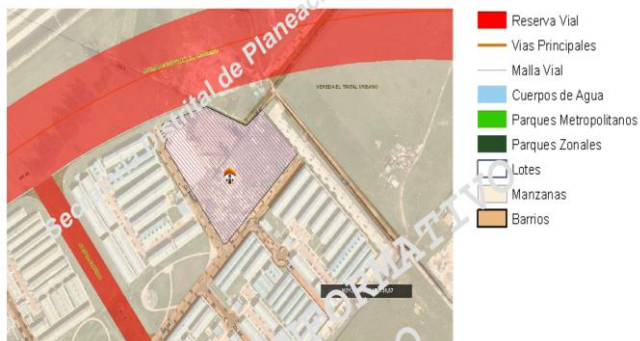 Secretaría Distrital de Planeac
VEREDA EL TINTAL URBANO
INFORMATIVO
Reserva Vial
Vias Principales
Malla Vial
Cuerpos de Agua
Parques Metropolitanos
Parques Zonales
Lotes
Manzanas
Barrios